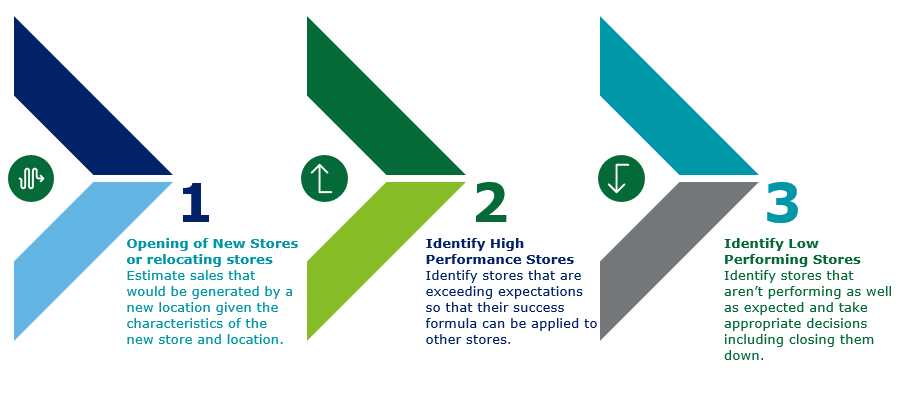 1
Opening of New Stores
or relocating stores
Estimate sales that
would be generated by a
new location given the
characteristics of the
new store and location.
2
Identify High
Performance Stores
Identify stores that are
exceeding expectations
so that their success
formula can be applied to
other stores.
3
Identify Low
Performing Stores
Identify stores that
aren’t performing as well
as expected and take
appropriate decisions
including closing them
down.